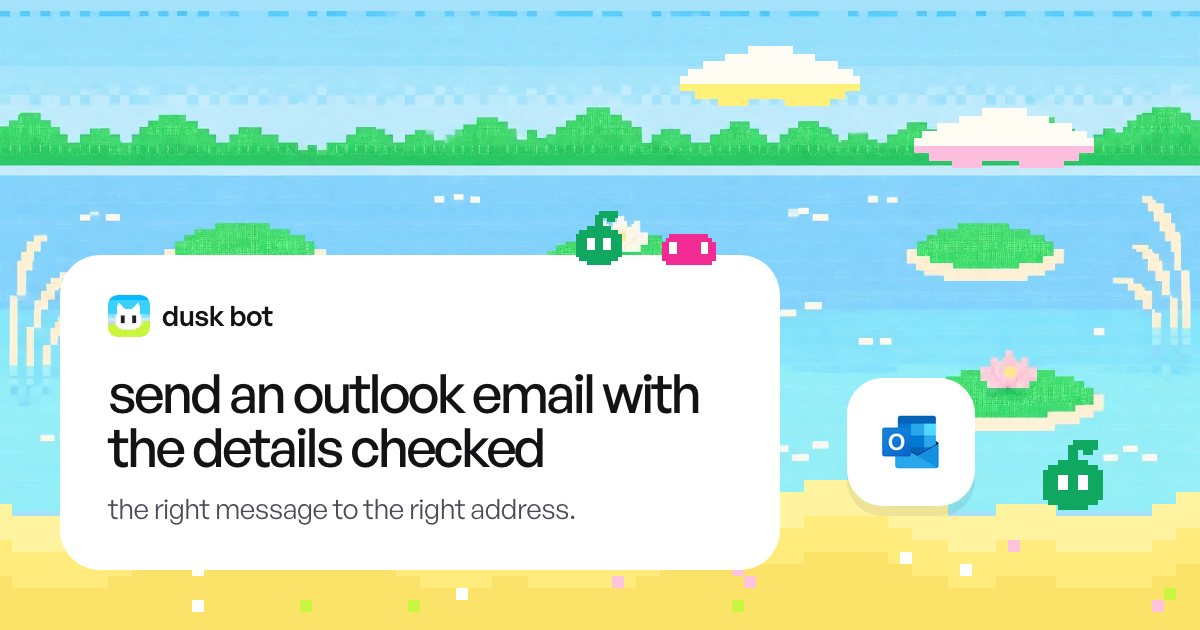 dusk bot
send an outlook email with
the details checked
the right message to the right address.
O